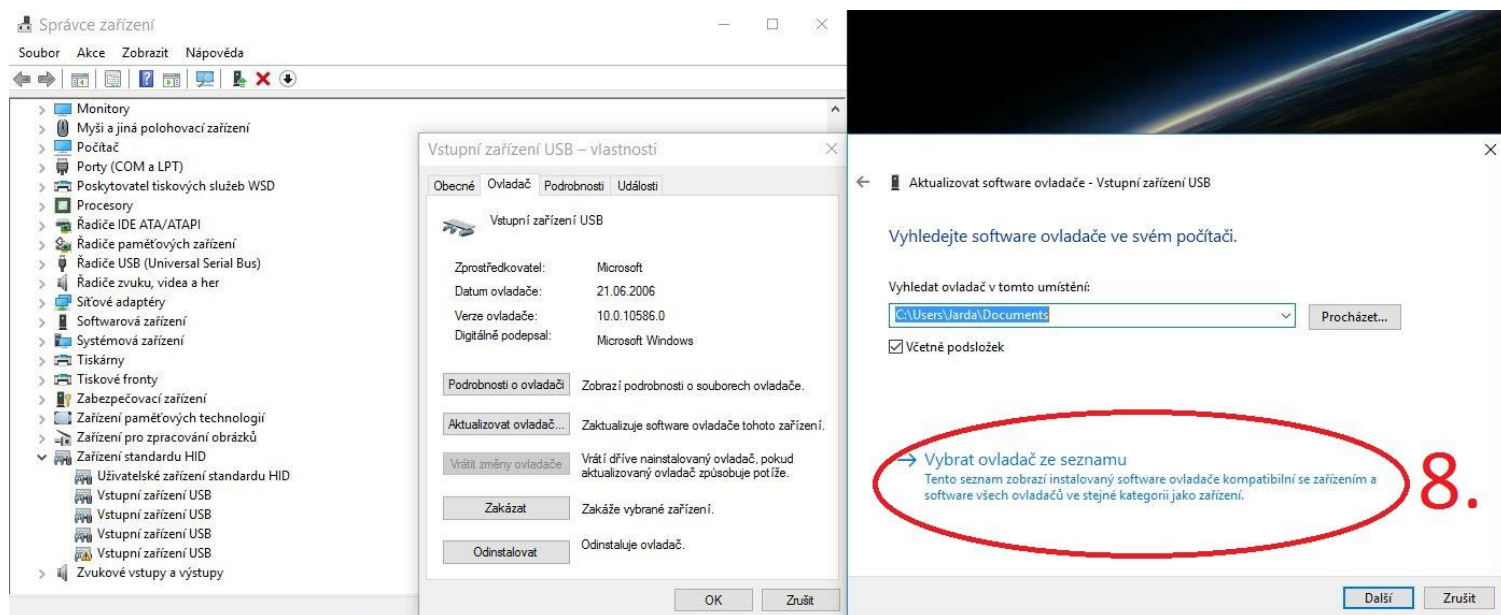 Správce zařízení
Soubor Akce Zobrazit Nápověda
Monitory
Myši a jiná polohovací zařízení
Počítač
Porty (COM a LPT)
Poskytovatel tiskových služeb WSD
Procesory
Řadiče IDE ATA/ATAPI
Řadiče paměťových zařízení
Řadiče USB (Universal Serial Bus)
Řadiče zvuku, videa a her
Síťové adaptéry
Softwarová zařízení
Systémová zařízení
Tiskárny
Tiskové fronty
Zabezpečovací zařízení
Zařízení paměťových technologií
Zařízení pro zpracování obrázků
Zařízení standardu HID
Uživatelské zařízení standardu HID
Vstupní zařízení USB
Vstupní zařízení USB
Vstupní zařízení USB
Vstupní zařízení USB
Zvukové vstupy a výstupy
Vstupní zařízení USB – vlastnosti
Obecné Ovladač Podrobnosti Události
Vstupní zařízení USB
Zprostředkovatel: Microsoft
Datum ovladače: 21.06.2006
Verze ovladače: 10.0.10586.0
Digitálně podepsal: Microsoft Windows
Podrobnosti o ovladači Zobrazí podrobnosti o souborech ovladače.
Aktualizovat ovladač... Zaktualizuje software ovladače tohoto zařízení.
Vrátit změny ovladače Vrátí dříve nainstalovaný ovladač, pokud
aktualizovaný ovladač způsobuje potíže.
Zakázat Zakáže vybrané zařízení.
Odinstalovat Odinstaluje ovladač.
OK Zrušit
Aktualizovat software ovladače - Vstupní zařízení USB
Vyhledejte software ovladače ve svém počítači.
Vyhledat ovladač v tomto umístění:
C:\Users\Jarda\Documents Procházet...
Včetně podsložek
Vybrat ovladač ze seznamu
Tento seznam zobrazí instalovaný software ovladače kompatibilní se zařízením a
software všech ovladačů ve stejné kategorii jako zařízení.
8.
Další Zrušit